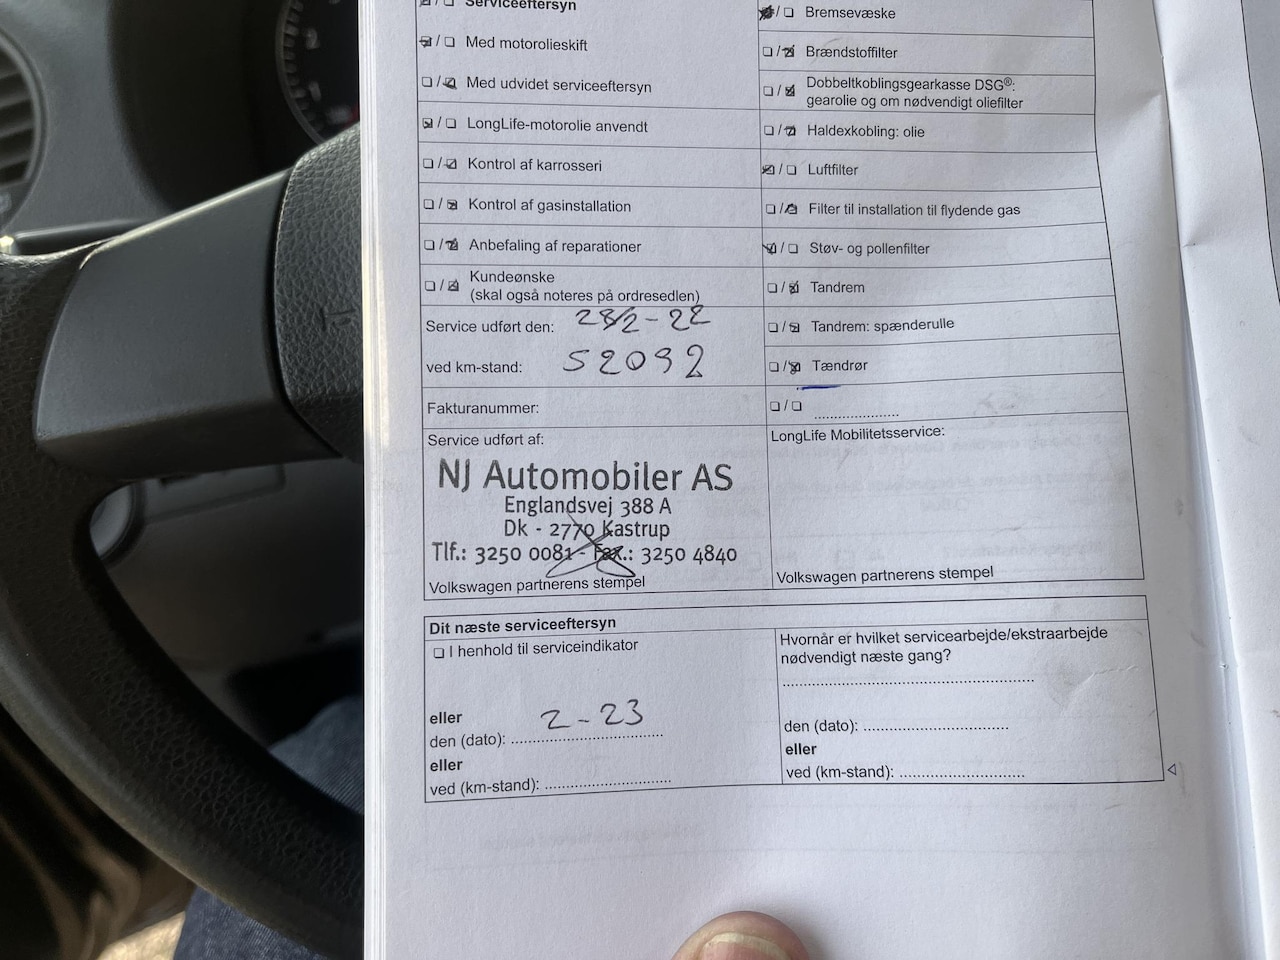 Serviceeftersyn
Med motorolieskift
Med udvidet serviceeftersyn
LongLife-motorolie anvendt
Kontrol af karrosseri
Kontrol af gasinstallation
Anbefaling af reparationer
Kundeønske
(skal også noteres på ordresedlen)
Service udført den: 28/2-22
ved km-stand: 52092
Fakturanummer:
Service udført af:
NJ Automobiler AS
Englandsvej 388 A
Dk - 2770 Kastrup
Tlf.: 3250 0081 - Fax.: 3250 4840
Volkswagen partnerens stempel
Bremsevæske
Brændstoffilter
Dobbeltkoblingsgearkasse DSG®:
gearolie og om nødvendigt oliefilter
Haldexkobling: olie
Luftfilter
Filter til installation til flydende gas
Støv- og pollenfilter
Tandrem
Tandrem: spænderulle
Tændrør
LongLife Mobilitetsservice:
Volkswagen partnerens stempel
Dit næste serviceeftersyn
I henhold til serviceindikator
eller
den (dato): 2-23
eller
ved (km-stand):
Hvornår er hvilket servicearbejde/ekstraarbejde
nødvendigt næste gang?
den (dato):
eller
ved (km-stand):